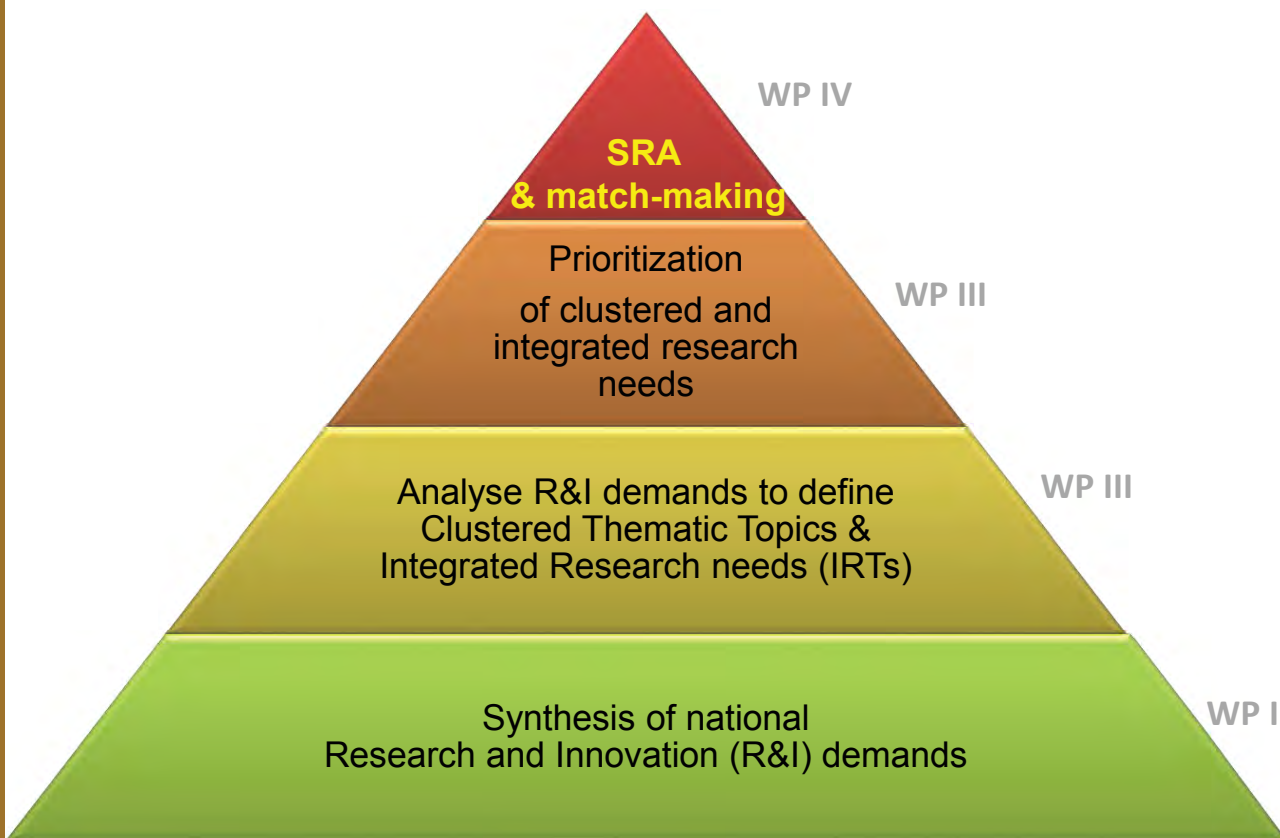 WP IV
SRA
& match-making
Prioritization
of clustered and
integrated research
needs
WP III
Analyse R&I demands to define
Clustered Thematic Topics &
Integrated Research needs (IRTs)
WP III
Synthesis of national
Research and Innovation (R&I) demands
WP I